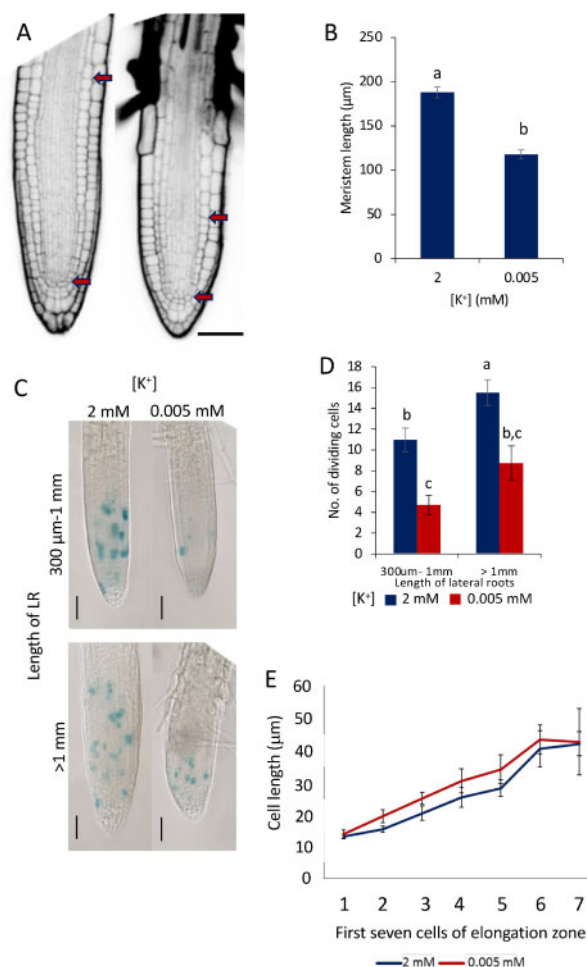 A
B
Meristem length (µm)
250
200
150
100
50
0
a
b
2
0.005
[K⁺] (mM)
C
[K⁺]
2 mM
0.005 mM
Length of LR
300 µm-1 mm
>1 mm
D
No. of dividing cells
18
16
14
12
10
8
6
4
2
0
b
c
a
b,c
300um- 1mm
> 1mm
Length of lateral roots
[K⁺]
2 mM
0.005 mM
E
Cell length (µm)
60
50
40
30
20
10
0
1 2 3 4 5 6 7
First seven cells of elongation zone
2 mM
0.005 mM